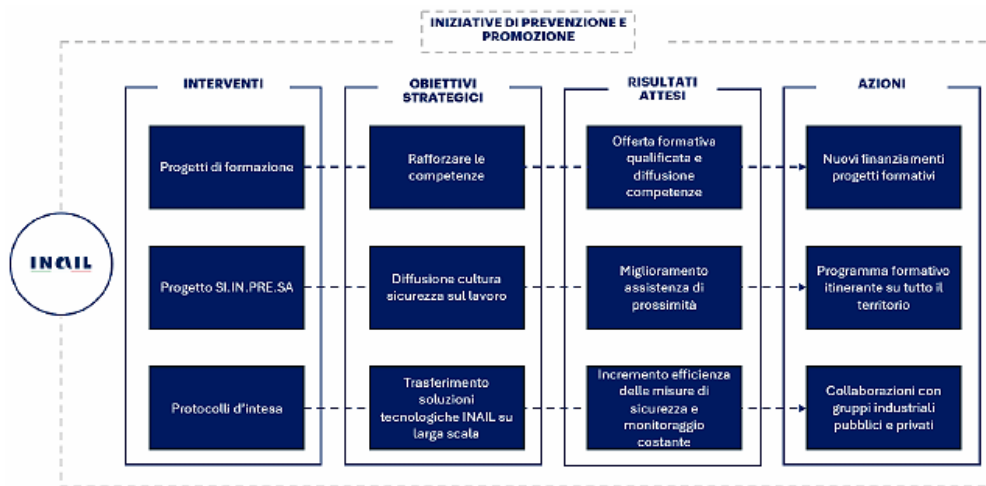 INIZIATIVE DI PREVENZIONE E
PROMOZIONE
INTERVENTI
OBIETTIVI
STRATEGICI
RISULTATI
ATTESI
AZIONI
Progetti di formazione
Rafforzare le
competenze
Offerta formativa
qualificata e
diffusione
competenze
Nuovi finanziamenti
progetti formativi
INAIL
Progetto SI.IN.PRE.SA
Diffusione cultura
sicurezza sul lavoro
Miglioramento
assistenza di
prossimità
Programma formativo
itinerante su tutto il
territorio
Protocolli d'intesa
Trasferimento
soluzioni
tecnologiche INAIL su
larga scala
Incremento efficienza
delle misure di
sicurezza e
monitoraggio
costante
Collaborazioni con
gruppi industriali
pubblici e privati